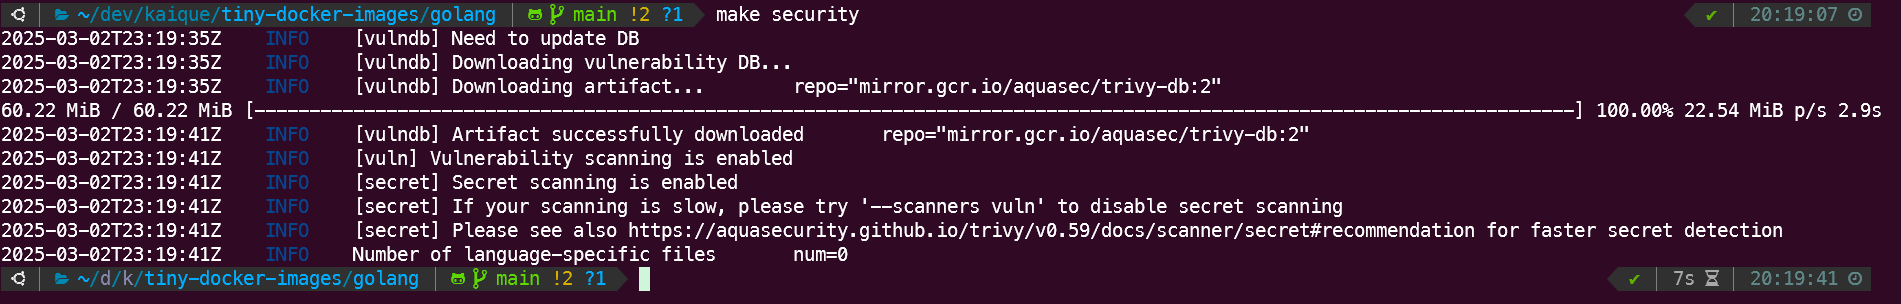 ~/dev/kaique/tiny-docker-images/golang main !2 ?1 make security ✔ 20:19:07
2025-03-02T23:19:35Z INFO [vulndb] Need to update DB
2025-03-02T23:19:35Z INFO [vulndb] Downloading vulnerability DB...
2025-03-02T23:19:35Z INFO [vulndb] Downloading artifact... repo="mirror.gcr.io/aquasec/trivy-db:2"
60.22 MiB / 60.22 MiB [------------------------------------------------------------------------------------------------------------------------] 100.00% 22.54 MiB p/s 2.9s
2025-03-02T23:19:41Z INFO [vulndb] Artifact successfully downloaded repo="mirror.gcr.io/aquasec/trivy-db:2"
2025-03-02T23:19:41Z INFO [vuln] Vulnerability scanning is enabled
2025-03-02T23:19:41Z INFO [secret] Secret scanning is enabled
2025-03-02T23:19:41Z INFO [secret] If your scanning is slow, please try '--scanners vuln' to disable secret scanning
2025-03-02T23:19:41Z INFO [secret] Please see also https://aquasecurity.github.io/trivy/v0.59/docs/scanner/secret#recommendation for faster secret detection
2025-03-02T23:19:41Z INFO Number of language-specific files num=0
~/d/k/tiny-docker-images/golang main !2 ?1 ✔ 7s 20:19:41